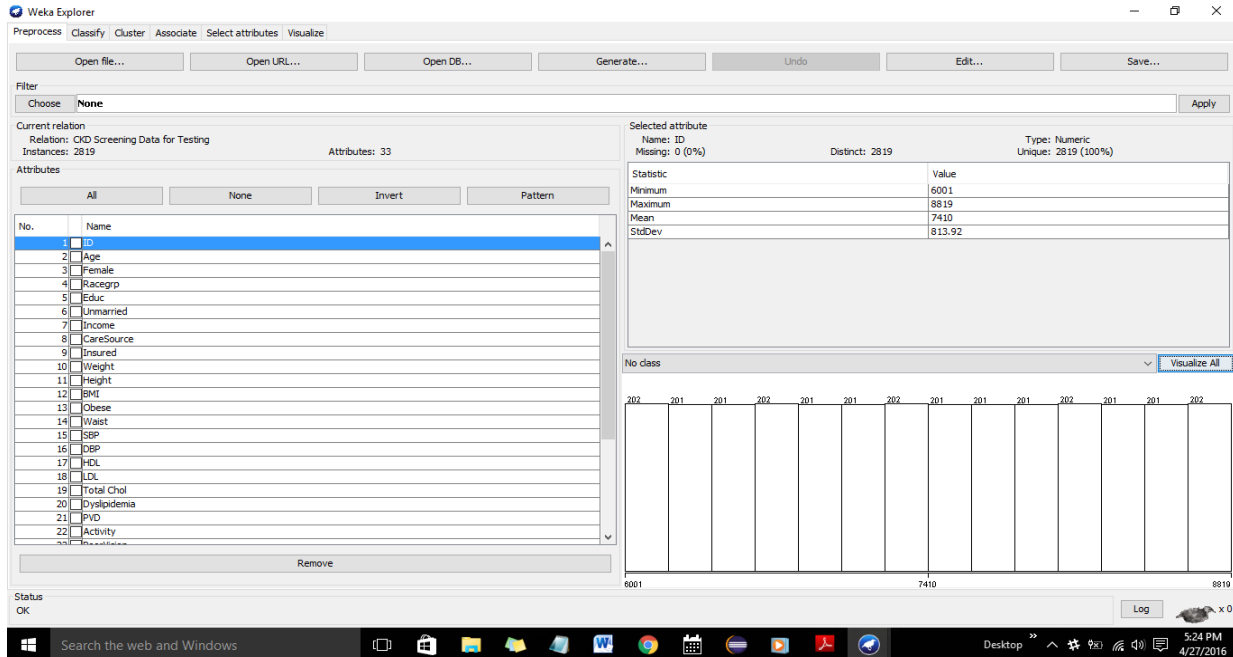 Weka Explorer
Preprocess Classify Cluster Associate Select attributes Visualize
Open file... Open URL... Open DB... Generate... Undo Edit... Save...
Filter
Choose None Apply
Current relation
Relation: CKD Screening Data for Testing
Instances: 2819 Attributes: 33
Attributes
All None Invert Pattern
No. Name
1 ID
2 Age
3 Female
4 Racegrp
5 Educ
6 Unmarried
7 Income
8 CareSource
9 Insured
10 Weight
11 Height
12 BMI
13 Obese
14 Waist
15 SBP
16 DBP
17 HDL
18 LDL
19 Total Chol
20 Dyslipidemia
21 PVD
22 Activity
Remove
Selected attribute
Name: ID Type: Numeric
Missing: 0 (0%) Distinct: 2819 Unique: 2819 (100%)
Statistic Value
Minimum 6001
Maximum 8819
Mean 7410
StdDev 813.92
No class Visualize All
202 201 201 202 201 201 202 201 201 201 202 201 201 202
6001 7410 8819
Status
OK
Log x 0
Search the web and Windows
Desktop
5:24 PM
4/27/2016